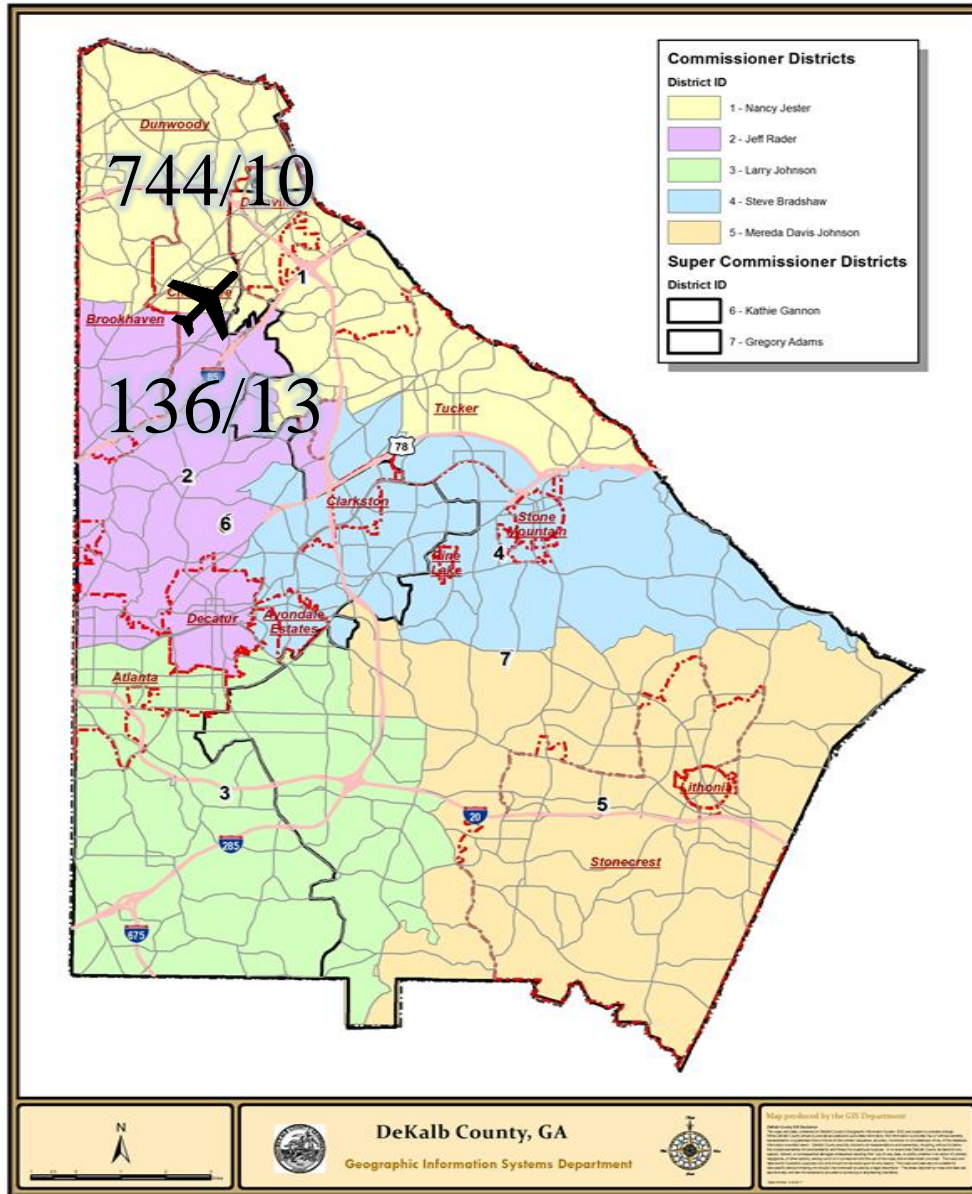 Commissioner Districts
District ID
1 - Nancy Jester
2 - Jeff Rader
3 - Larry Johnson
4 - Steve Bradshaw
5 - Mereda Davis Johnson
Super Commissioner Districts
District ID
6 - Kathie Gannon
7 - Gregory Adams
Dunwoody
744/10
1
Brookhaven
85
136/13
Tucker
78
2
Clarkston
Stone
Mountain
6
4
Pine
Lake
Decatur
Avondale
Estates
7
Atlanta
3
Lithonia
5
20
285
Stonecrest
675
N
DeKalb County, GA
Geographic Information Systems Department
Map produced by the GIS Department